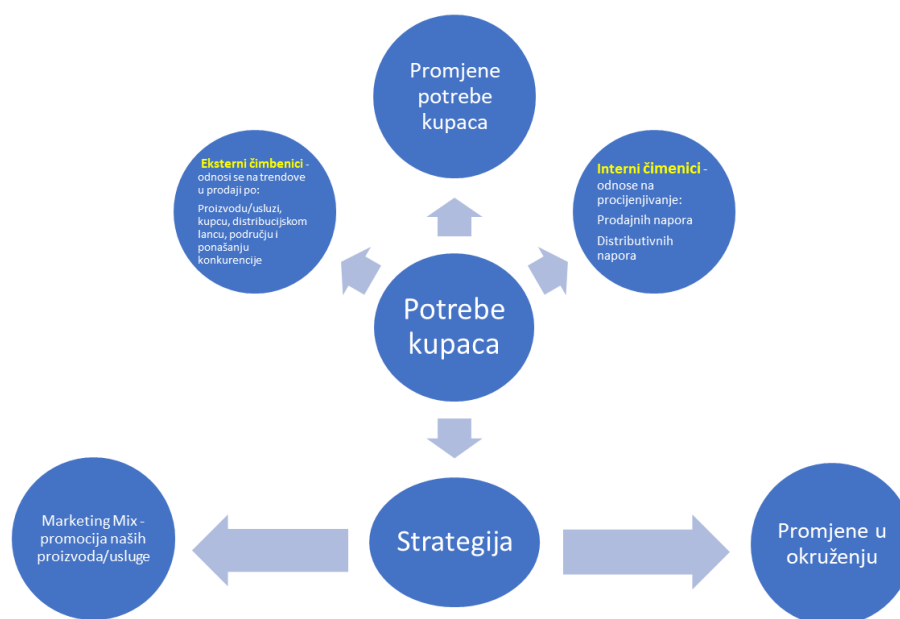 Promjene
potrebe
kupaca
Eksterni čimbenici -
odnosi se na trendove
u prodaji po:
Proizvodu/usluzi,
kupcu, distribucijskom
lancu, području i
ponašanju
konkurencije
Interni čimenici -
odnose na
procijenjivanje:
Prodajnih napora
Distributivnih
napora
Potrebe
kupaca
Marketing Mix -
promocija naših
proizvoda/usluge
Strategija
Promjene u
okruženju